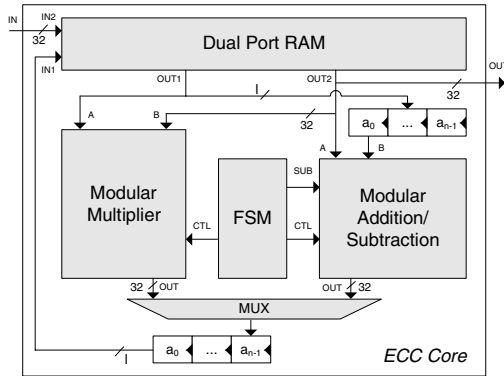 IN
IN2
32
IN1
Dual Port RAM
OUT1
OUT2
OUT
l
32
32
A
B
A
B
a0
...
an-1
Modular
Multiplier
FSM
SUB
CTL
CTL
Modular
Addition/
Subtraction
32
OUT
OUT
32
MUX
a0
...
an-1
l
ECC Core